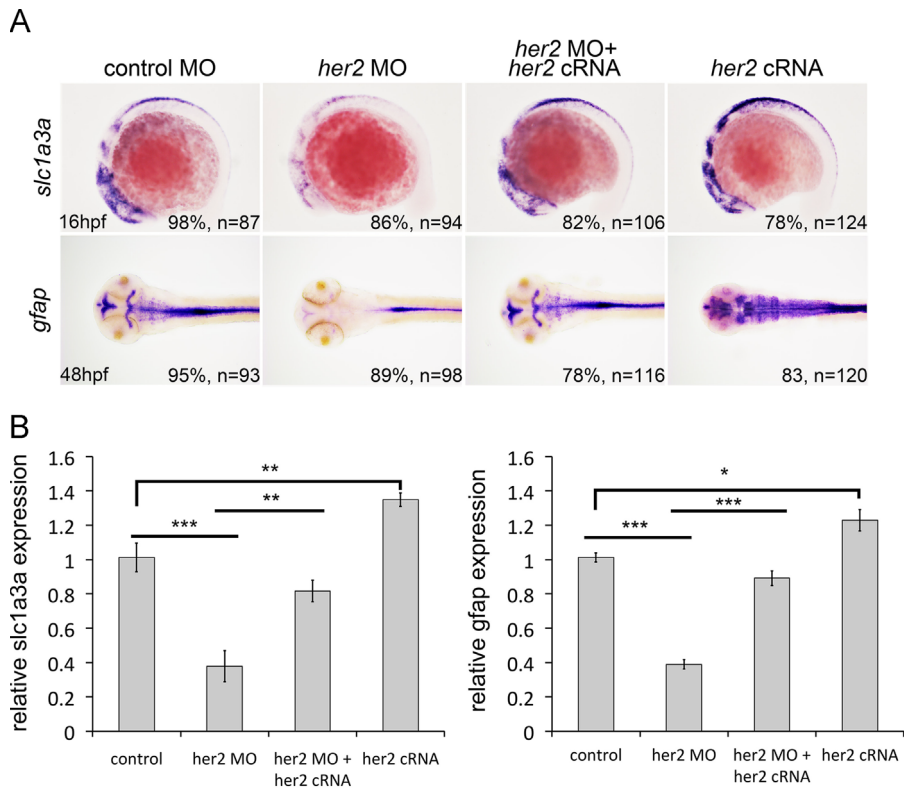 A
control MO
her2 MO
her2 MO+
her2 cRNA
her2 cRNA
slc1a3a
16hpf
98%, n=87
86%, n=94
82%, n=106
78%, n=124
gfap
48hpf
95%, n=93
89%, n=98
78%, n=116
83, n=120
B
relative slc1a3a expression
1.6
1.4
1.2
1
0.8
0.6
0.4
0.2
0
**
**
***
control
her2 MO
her2 MO +
her2 cRNA
her2 cRNA
relative gfap expression
1.6
1.4
1.2
1
0.8
0.6
0.4
0.2
0
*
***
***
control
her2 MO
her2 MO +
her2 cRNA
her2 cRNA